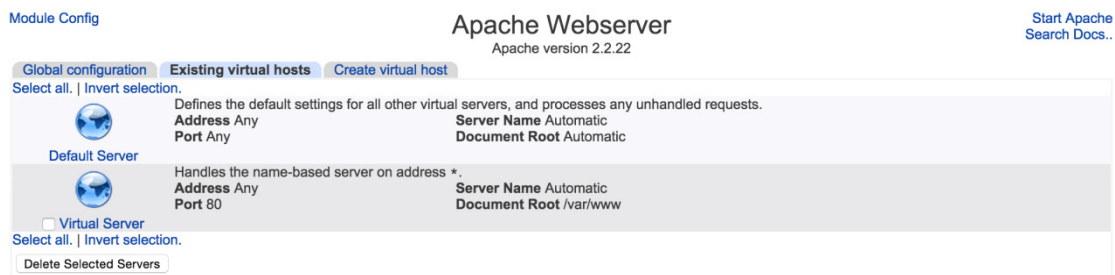 Module Config
Apache Webserver
Start Apache
Apache version 2.2.22
Search Docs..
Global configuration Existing virtual hosts Create virtual host
Select all. | Invert selection.
Defines the default settings for all other virtual servers, and processes any unhandled requests.
Address Any Server Name Automatic
Port Any Document Root Automatic
Default Server
Handles the name-based server on address *.
Address Any Server Name Automatic
Port 80 Document Root /var/www
Virtual Server
Select all. | Invert selection.
Delete Selected Servers